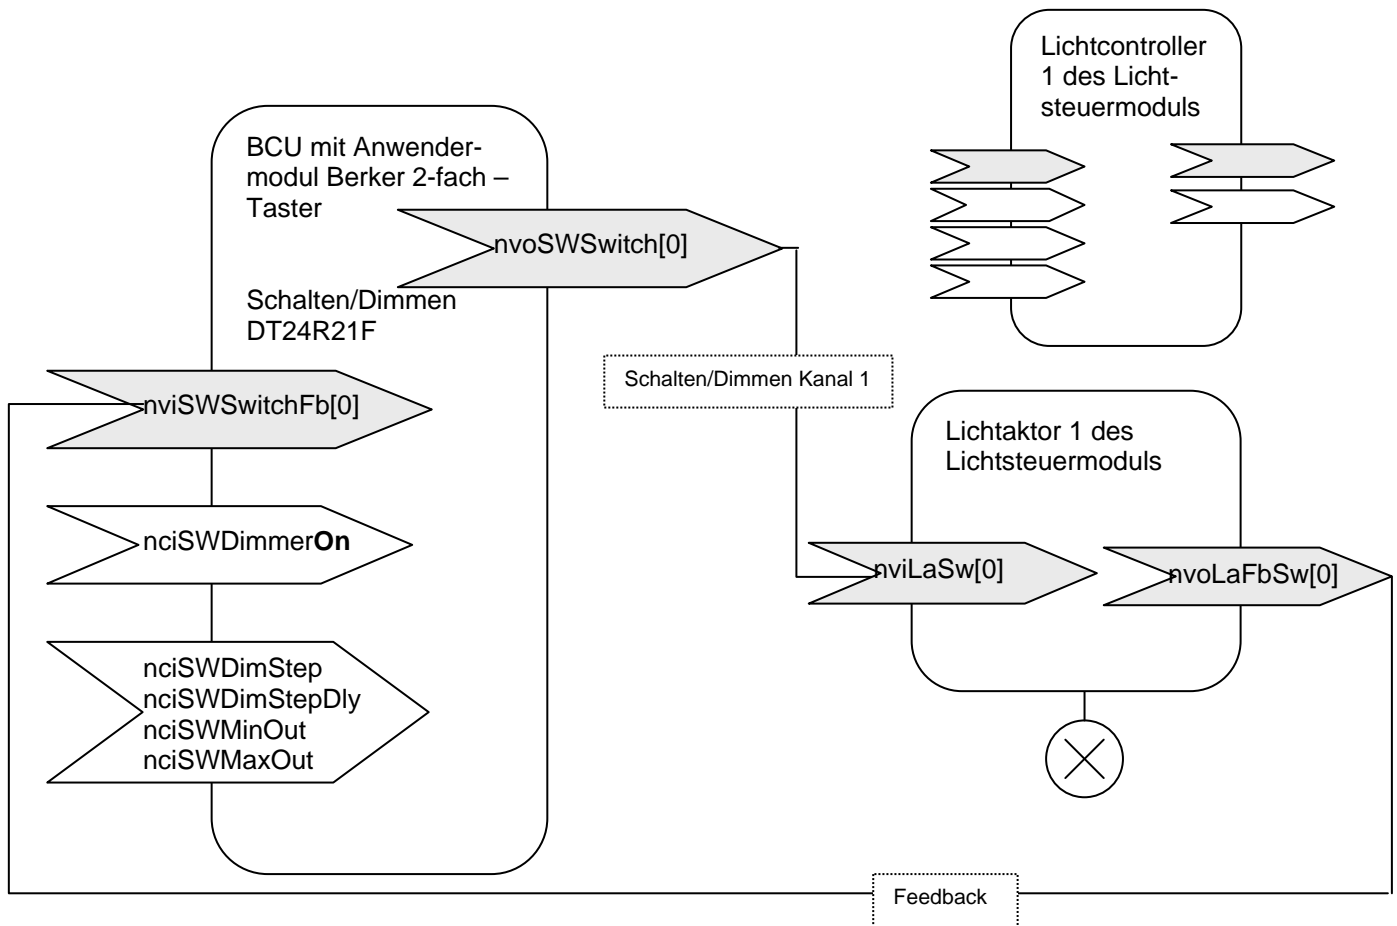 Lichtcontroller
1 des Licht-
steuermoduls
BCU mit Anwender-
modul Berker 2-fach –
Taster
nvoSWSwitch[0]
Schalten/Dimmen
DT24R21F
Schalten/Dimmen Kanal 1
nviSWSwitchFb[0]
Lichtaktor 1 des
Lichtsteuermoduls
nciSWDimmerOn
nviLaSw[0]
nvoLaFbSw[0]
nciSWDimStep
nciSWDimStepDly
nciSWMinOut
nciSWMaxOut
Feedback